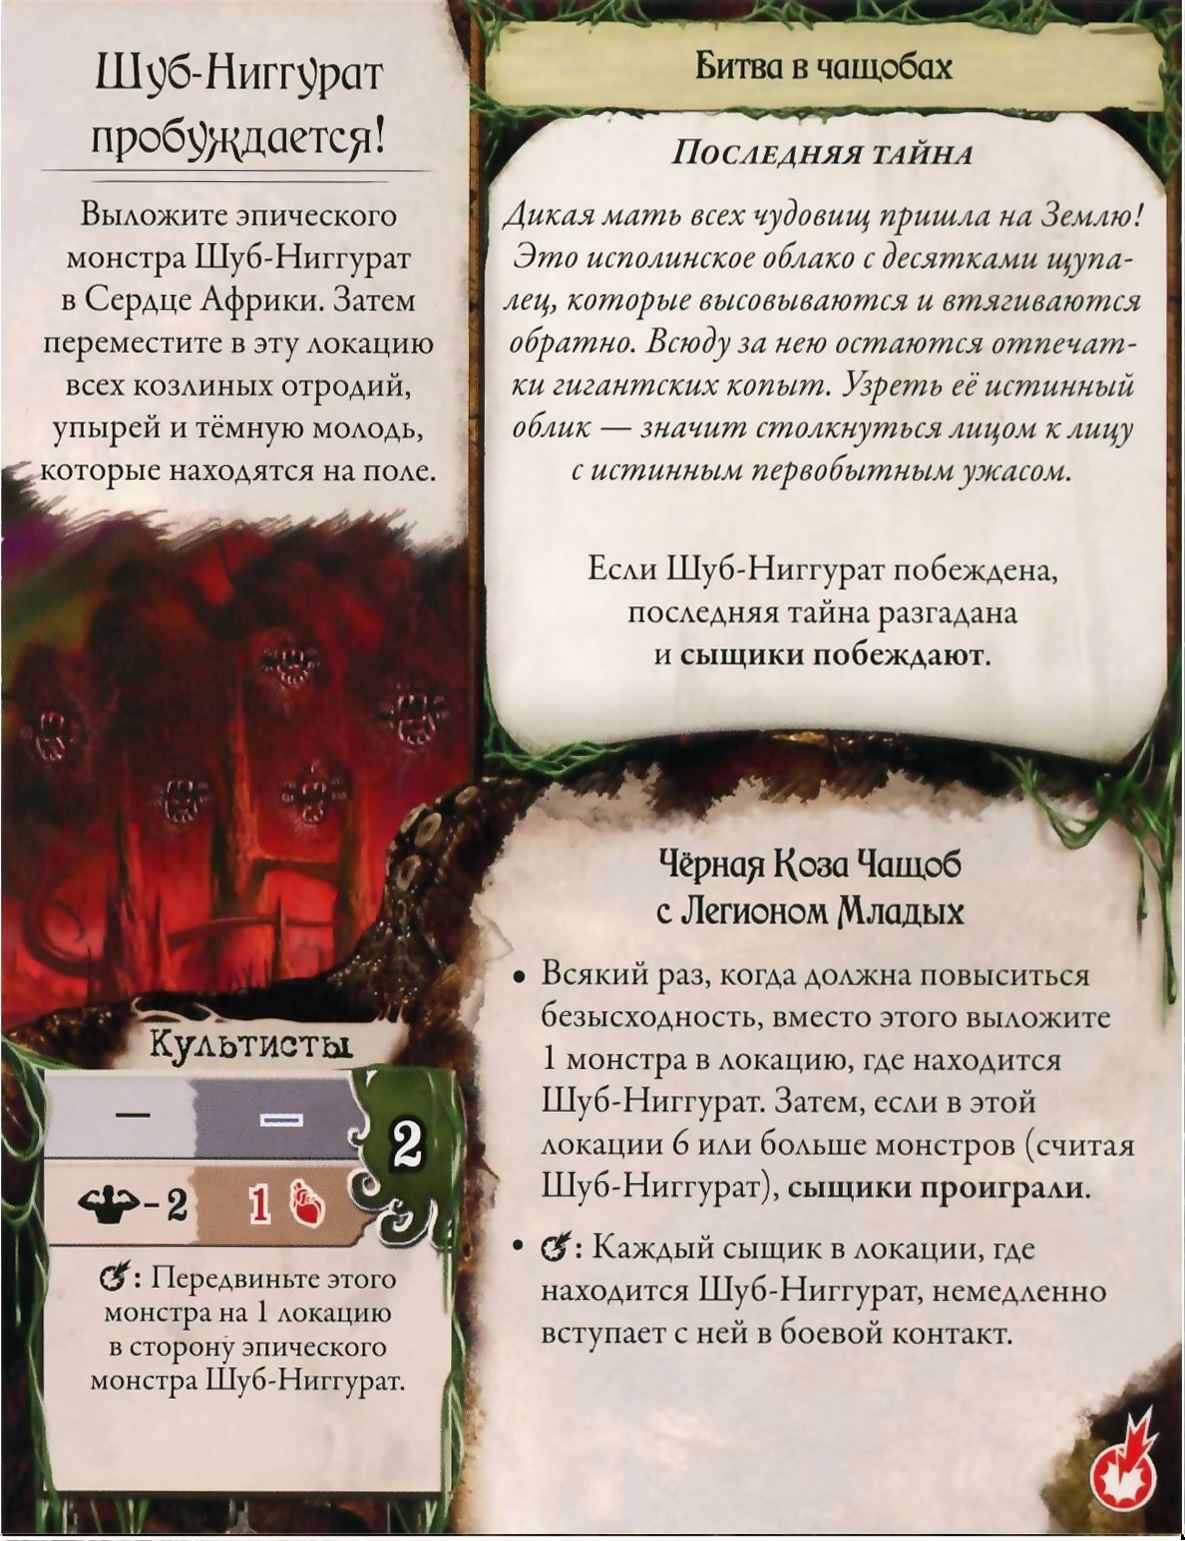 Шуб-Ниггурат
пробуждается!
Выложите эпического
монстра Шуб-Ниггурат
в Сердце Африки. Затем
переместите в эту локацию
всех козлиных отродий,
упырей и тёмную молодь,
которые находятся на поле.
Культисты
— —
2
-2 1
: Передвиньте этого
монстра на 1 локацию
в сторону эпического
монстра Шуб-Ниггурат.
Битва в чащобах
Последняя тайна
Дикая мать всех чудовищ пришла на Землю!
Это исполинское облако с десятками щупа-
лец, которые высовываются и втягиваются
обратно. Всюду за нею остаются отпечат-
ки гигантских копыт. Узреть её истинный
облик — значит столкнуться лицом к лицу
с истинным первобытным ужасом.
Если Шуб-Ниггурат побеждена,
последняя тайна разгадана
и сыщики побеждают.
Чёрная Коза Чащоб
с Легионом Младых
• Всякий раз, когда должна повыситься
безысходность, вместо этого выложите
1 монстра в локацию, где находится
Шуб-Ниггурат. Затем, если в этой
локации 6 или больше монстров (считая
Шуб-Ниггурат), сыщики проиграли.
• : Каждый сыщик в локации, где
находится Шуб-Ниггурат, немедленно
вступает с ней в боевой контакт.